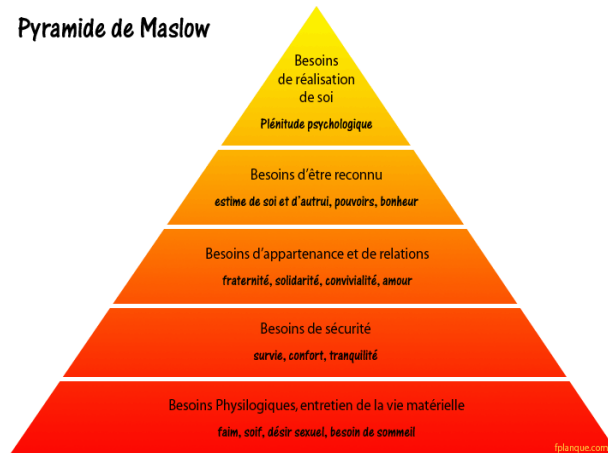 Pyramide de Maslow
Besoins
de réalisation
de soi
Plénitude psychologique
Besoins d'être reconnu
estime de soi et d'autrui, pouvoirs, bonheur
Besoins d'appartenance et de relations
fraternité, solidarité, convivialité, amour
Besoins de sécurité
survie, confort, tranquilité
Besoins Physilogiques, entretien de la vie matérielle
faim, soif, désir sexuel, besoin de sommeil
fplanque.com